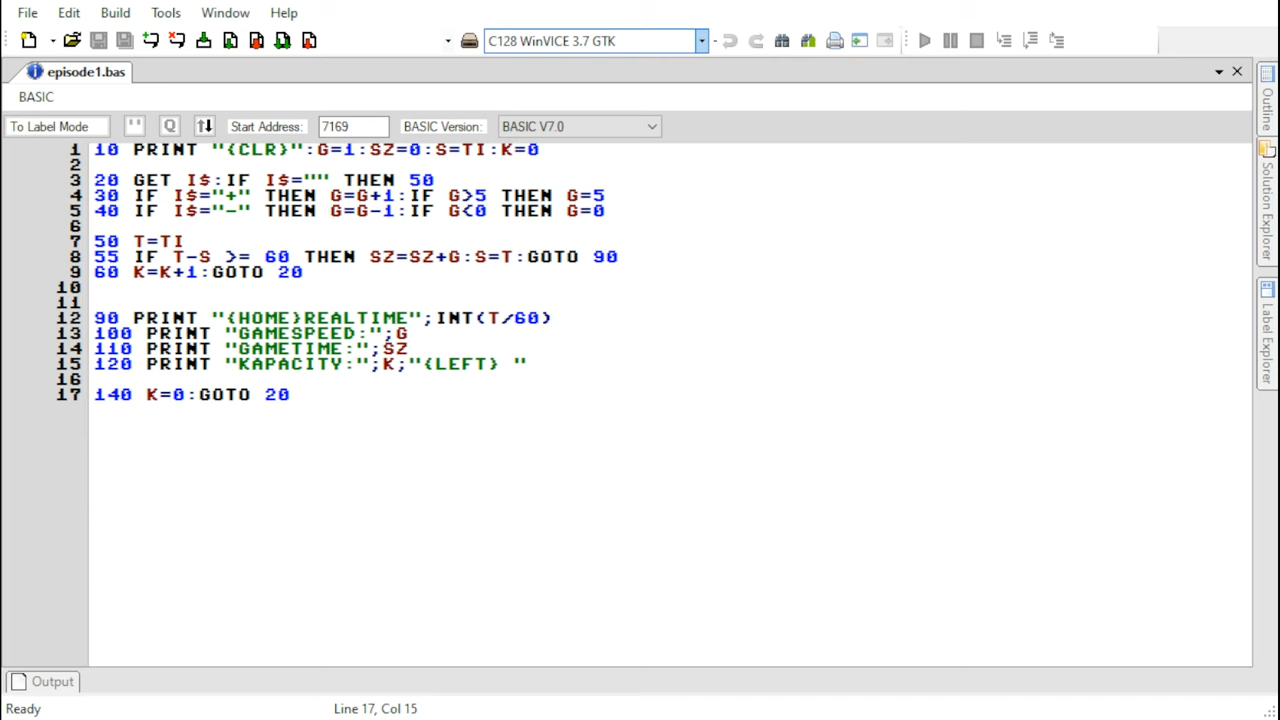 File Edit Build Tools Window Help
C128 WinVICE 3.7 GTK
episode1.bas
BASIC
To Label Mode " Q Start Address: 7169 BASIC Version: BASIC V7.0
1 10 PRINT "{CLR}":G=1:SZ=0:S=TI:K=0
2
3 20 GET I$:IF I$="" THEN 50
4 30 IF I$="+" THEN G=G+1:IF G>5 THEN G=5
5 40 IF I$="-" THEN G=G-1:IF G<0 THEN G=0
6
7 50 T=TI
8 55 IF T-S >= 60 THEN SZ=SZ+G:S=T:GOTO 90
9 60 K=K+1:GOTO 20
10
11
12 90 PRINT "{HOME}REALTIME";INT(T/60)
13 100 PRINT "GAMESPEED:";G
14 110 PRINT "GAMETIME:";SZ
15 120 PRINT "KAPACITY:";K;"{LEFT} "
16
17 140 K=0:GOTO 20
Outline
Solution Explorer
Label Explorer
Output
Ready Line 17, Col 15